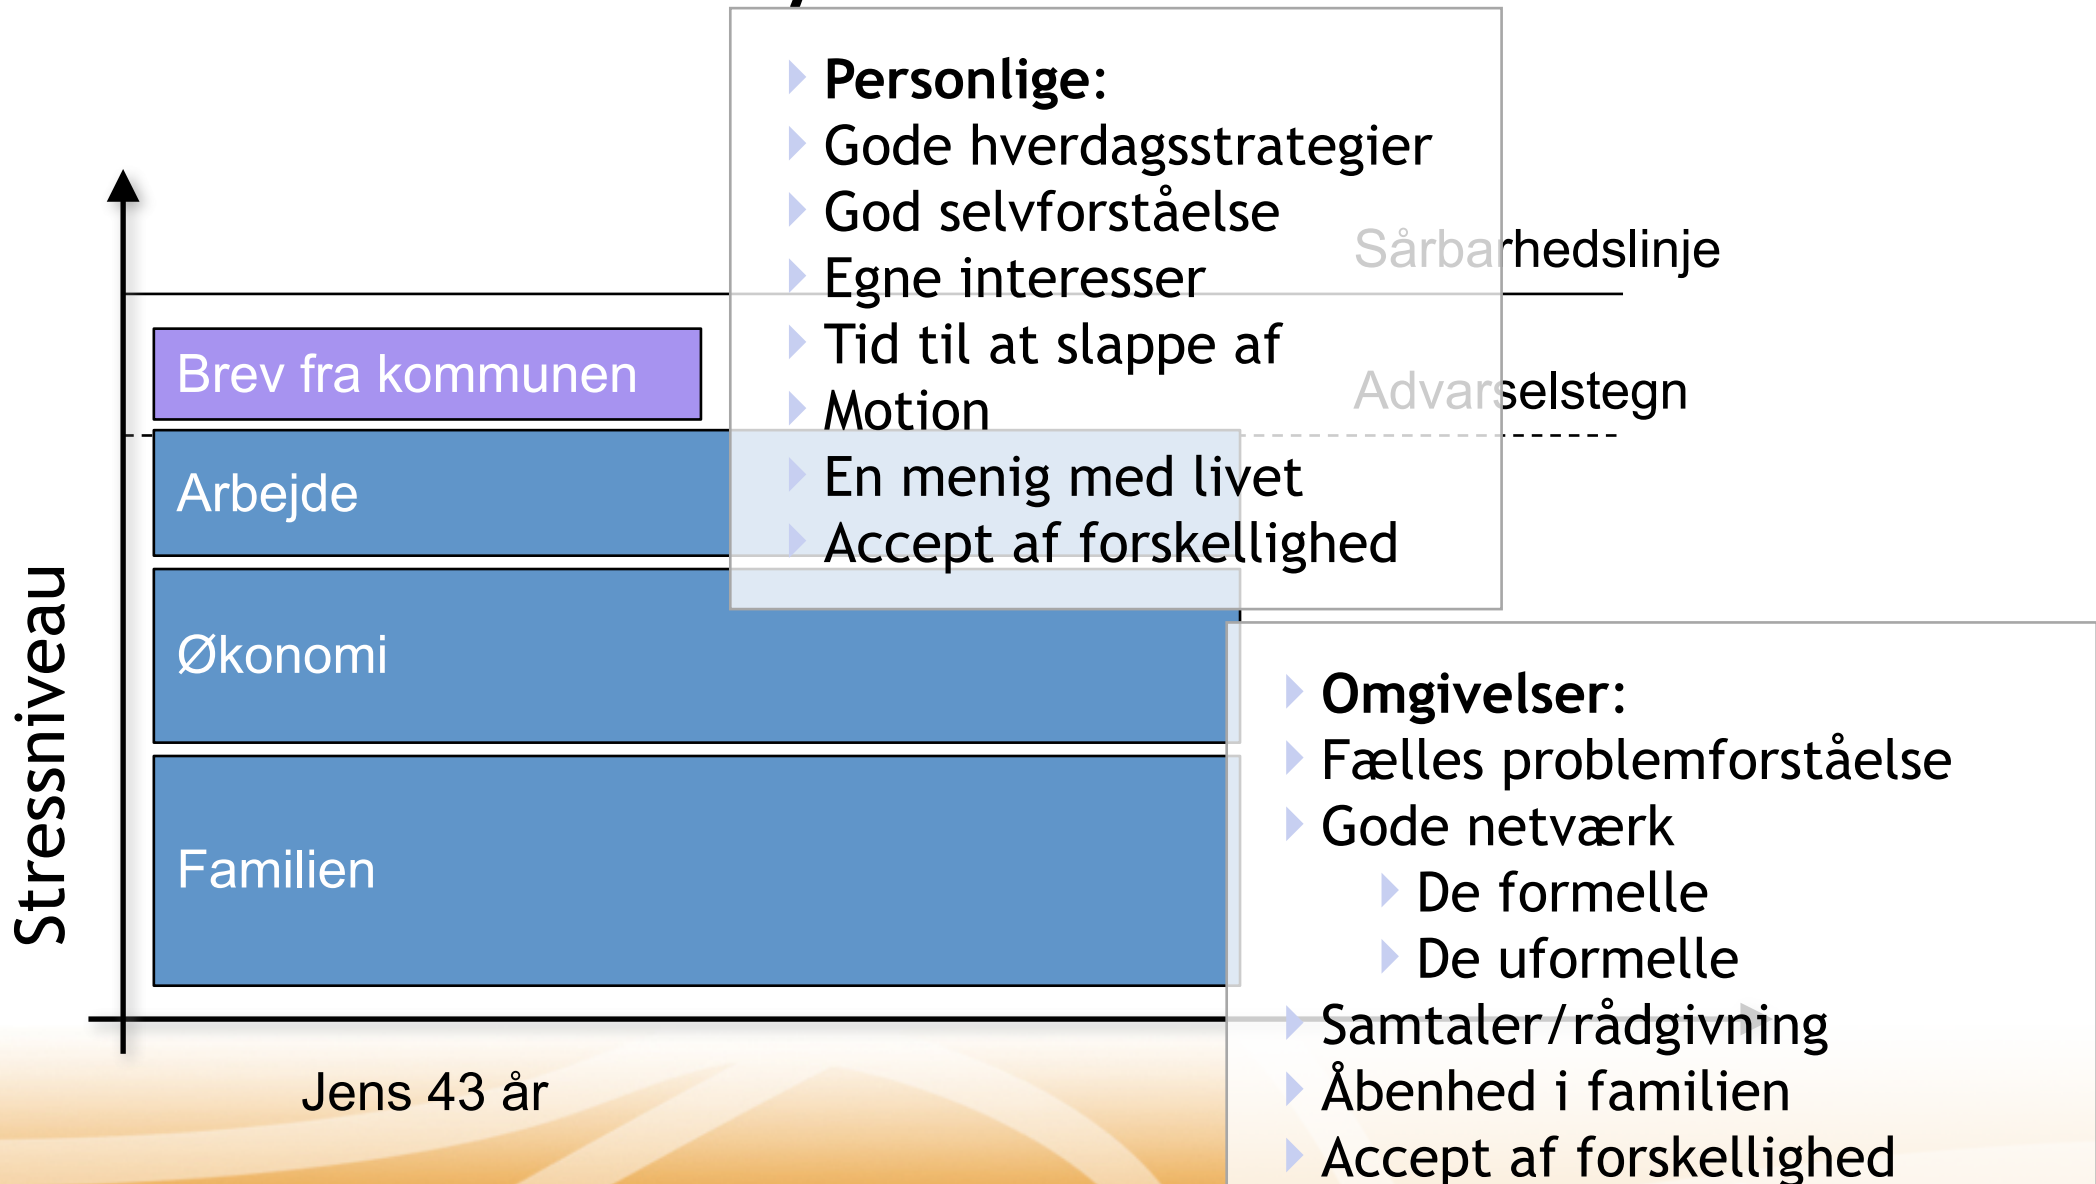 Personlige:
Gode hverdagsstrategier
God selvforståelse
Egne interesser
Tid til at slappe af
Motion
En menig med livet
Accept af forskellighed
Sårbarhedslinje
Advarselstegn
Brev fra kommunen
Arbejde
Økonomi
Familien
Stressniveau
Jens 43 år
Omgivelser:
Fælles problemforståelse
Gode netværk
De formelle
De uformelle
Samtaler/rådgivning
Åbenhed i familien
Accept af forskellighed